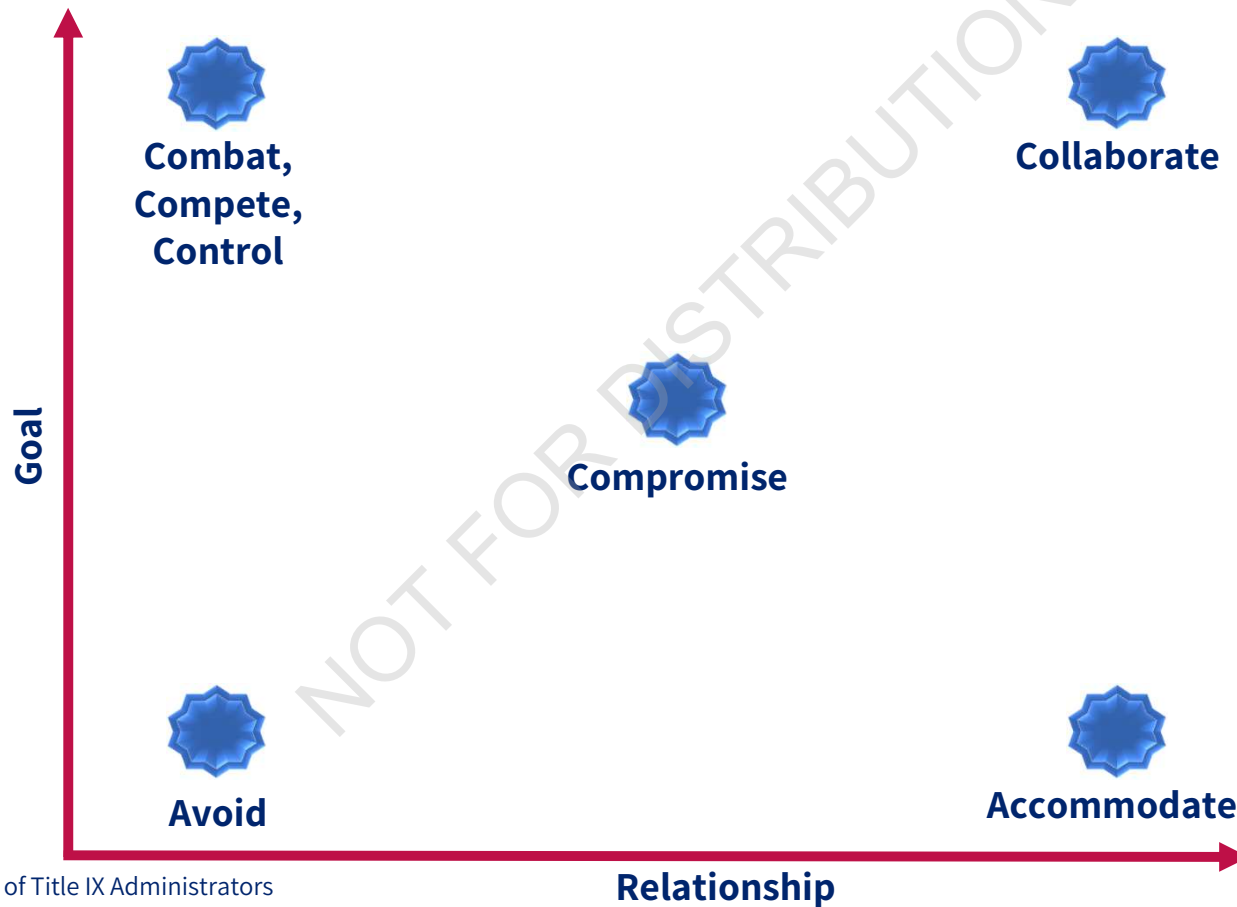 Combat,
Compete,
Control
Collaborate
Goal
Compromise
Avoid
Accommodate
Relationship
of Title IX Administrators
NOT FOR DISTRIBUTION